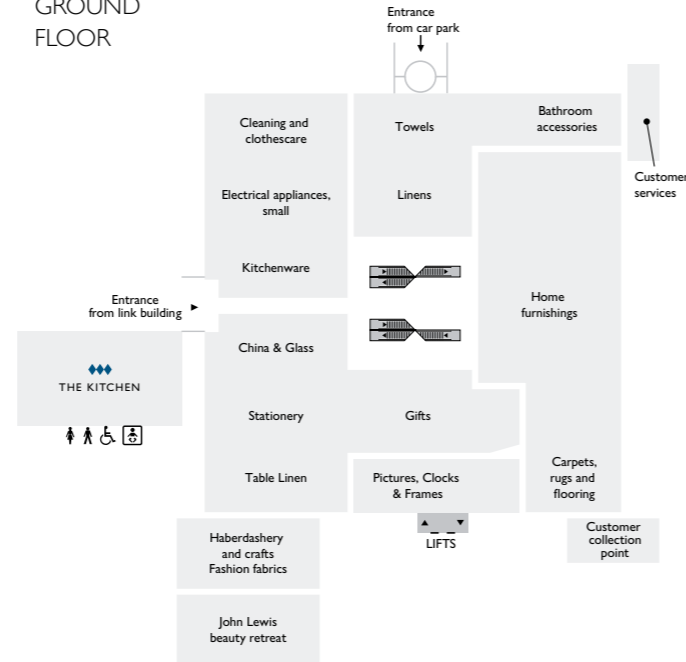 GROUND
FLOOR
Entrance
from car park
Cleaning and
clothescare
Towels
Bathroom
accessories
Customer
services
Electrical appliances,
small
Linens
Kitchenware
Entrance
from link building
Home
furnishings
China & Glass
THE KITCHEN
Stationery
Gifts
Table Linen
Pictures, Clocks
& Frames
Carpets,
rugs and
flooring
LIFTS
Customer
collection
point
Haberdashery
and crafts
Fashion fabrics
John Lewis
beauty retreat